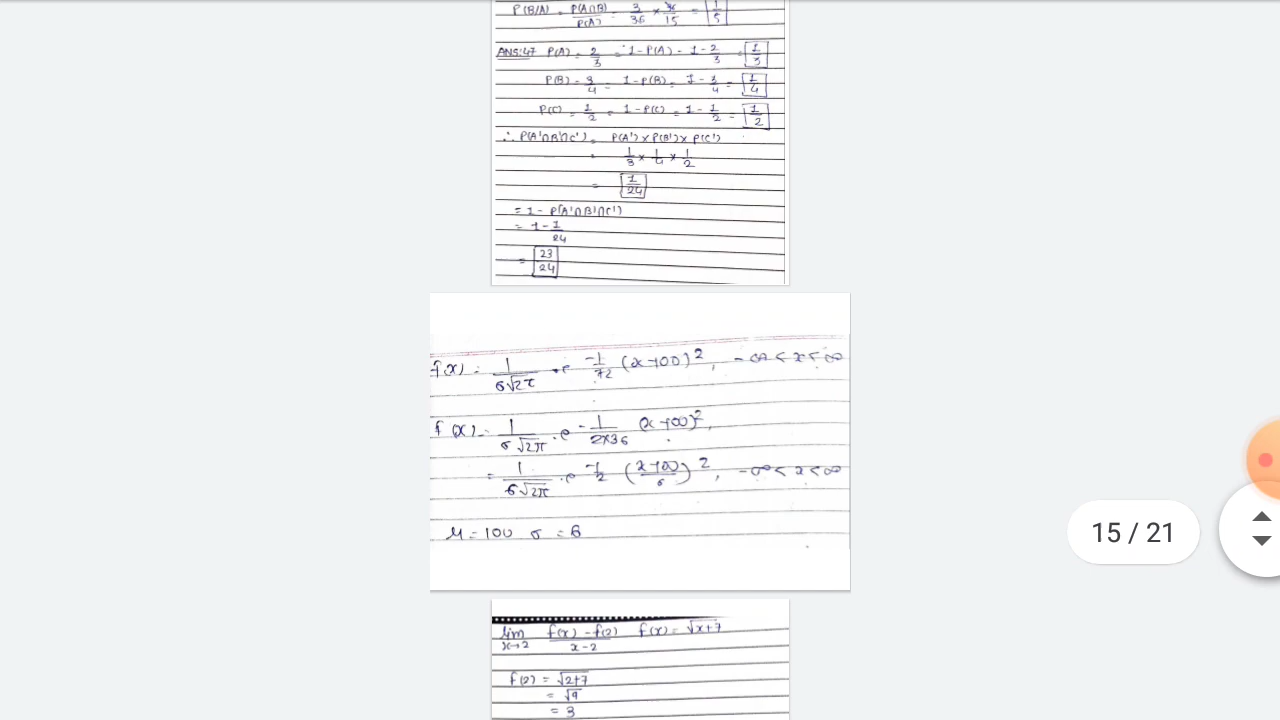 P(B/A) = P(A∩B)/P(A) = 3/36 × 36/15 = 1/5
ANS:47 P(A) = 2/3 = 1-P(A) - 1-2/3 = 1/3
P(B) - 3/4 = 1-P(B) = 1-3/4 = 1/4
P(C) = 1/2 = 1-P(C) = 1-1/2 = 1/2
∴ P(A'∩B'∩C') = P(A')×P(B')×P(C')
= 1/3 × 1/4 × 1/2
= 1/24
= 1- P(A'∩B'∩C')
= 1-1/24
= 23/24
f(x) = 1/6√2π .e -1/72 (x-100)², -∞<x<∞
f(x) = 1/6√2π .e -1/2×36 (x-100)²,
= 1/6√2π .e -1/2 (x-100/6)², -∞<x<∞
μ = 100 σ = 6
15 / 21
lim x→2 f(x) - f(2)/x-2 f(x) = √x+7
f(2) = √2+7
= √9
= 3